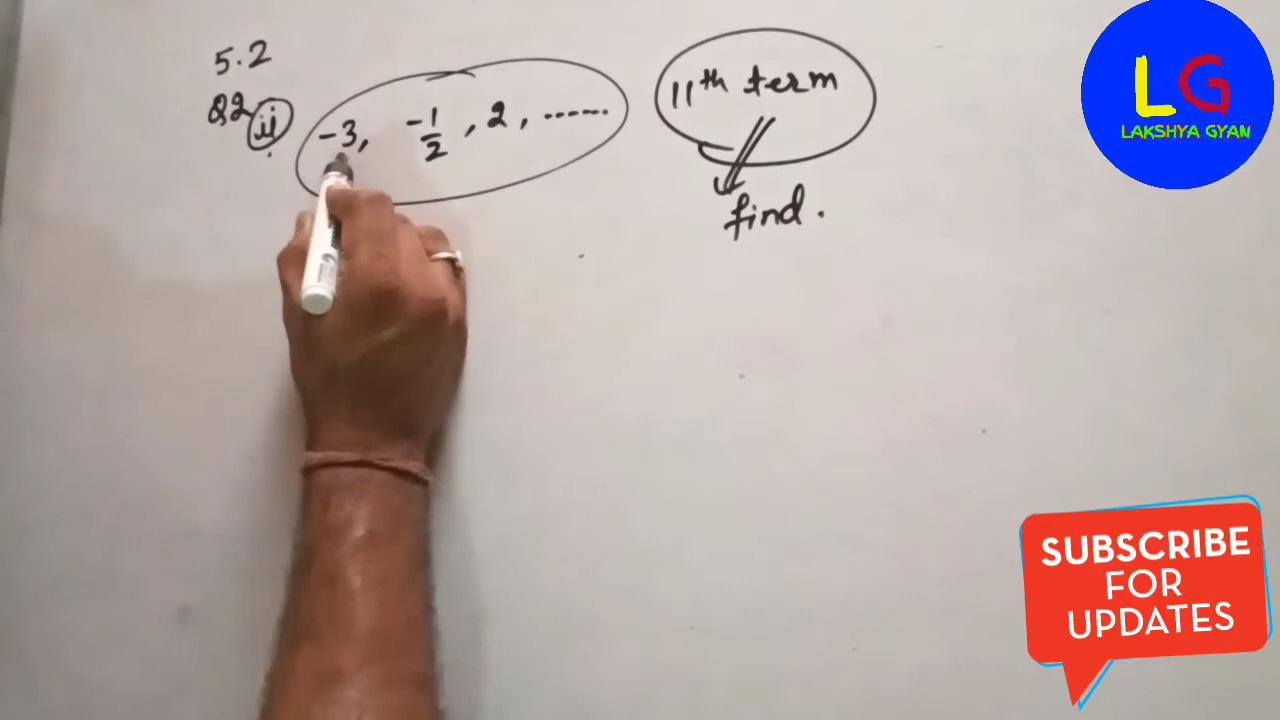 5.2
Q2 ii -3, -1/2, 2, ......
11th term
find.
LG
LAKSHYA GYAN
SUBSCRIBE
FOR
UPDATES